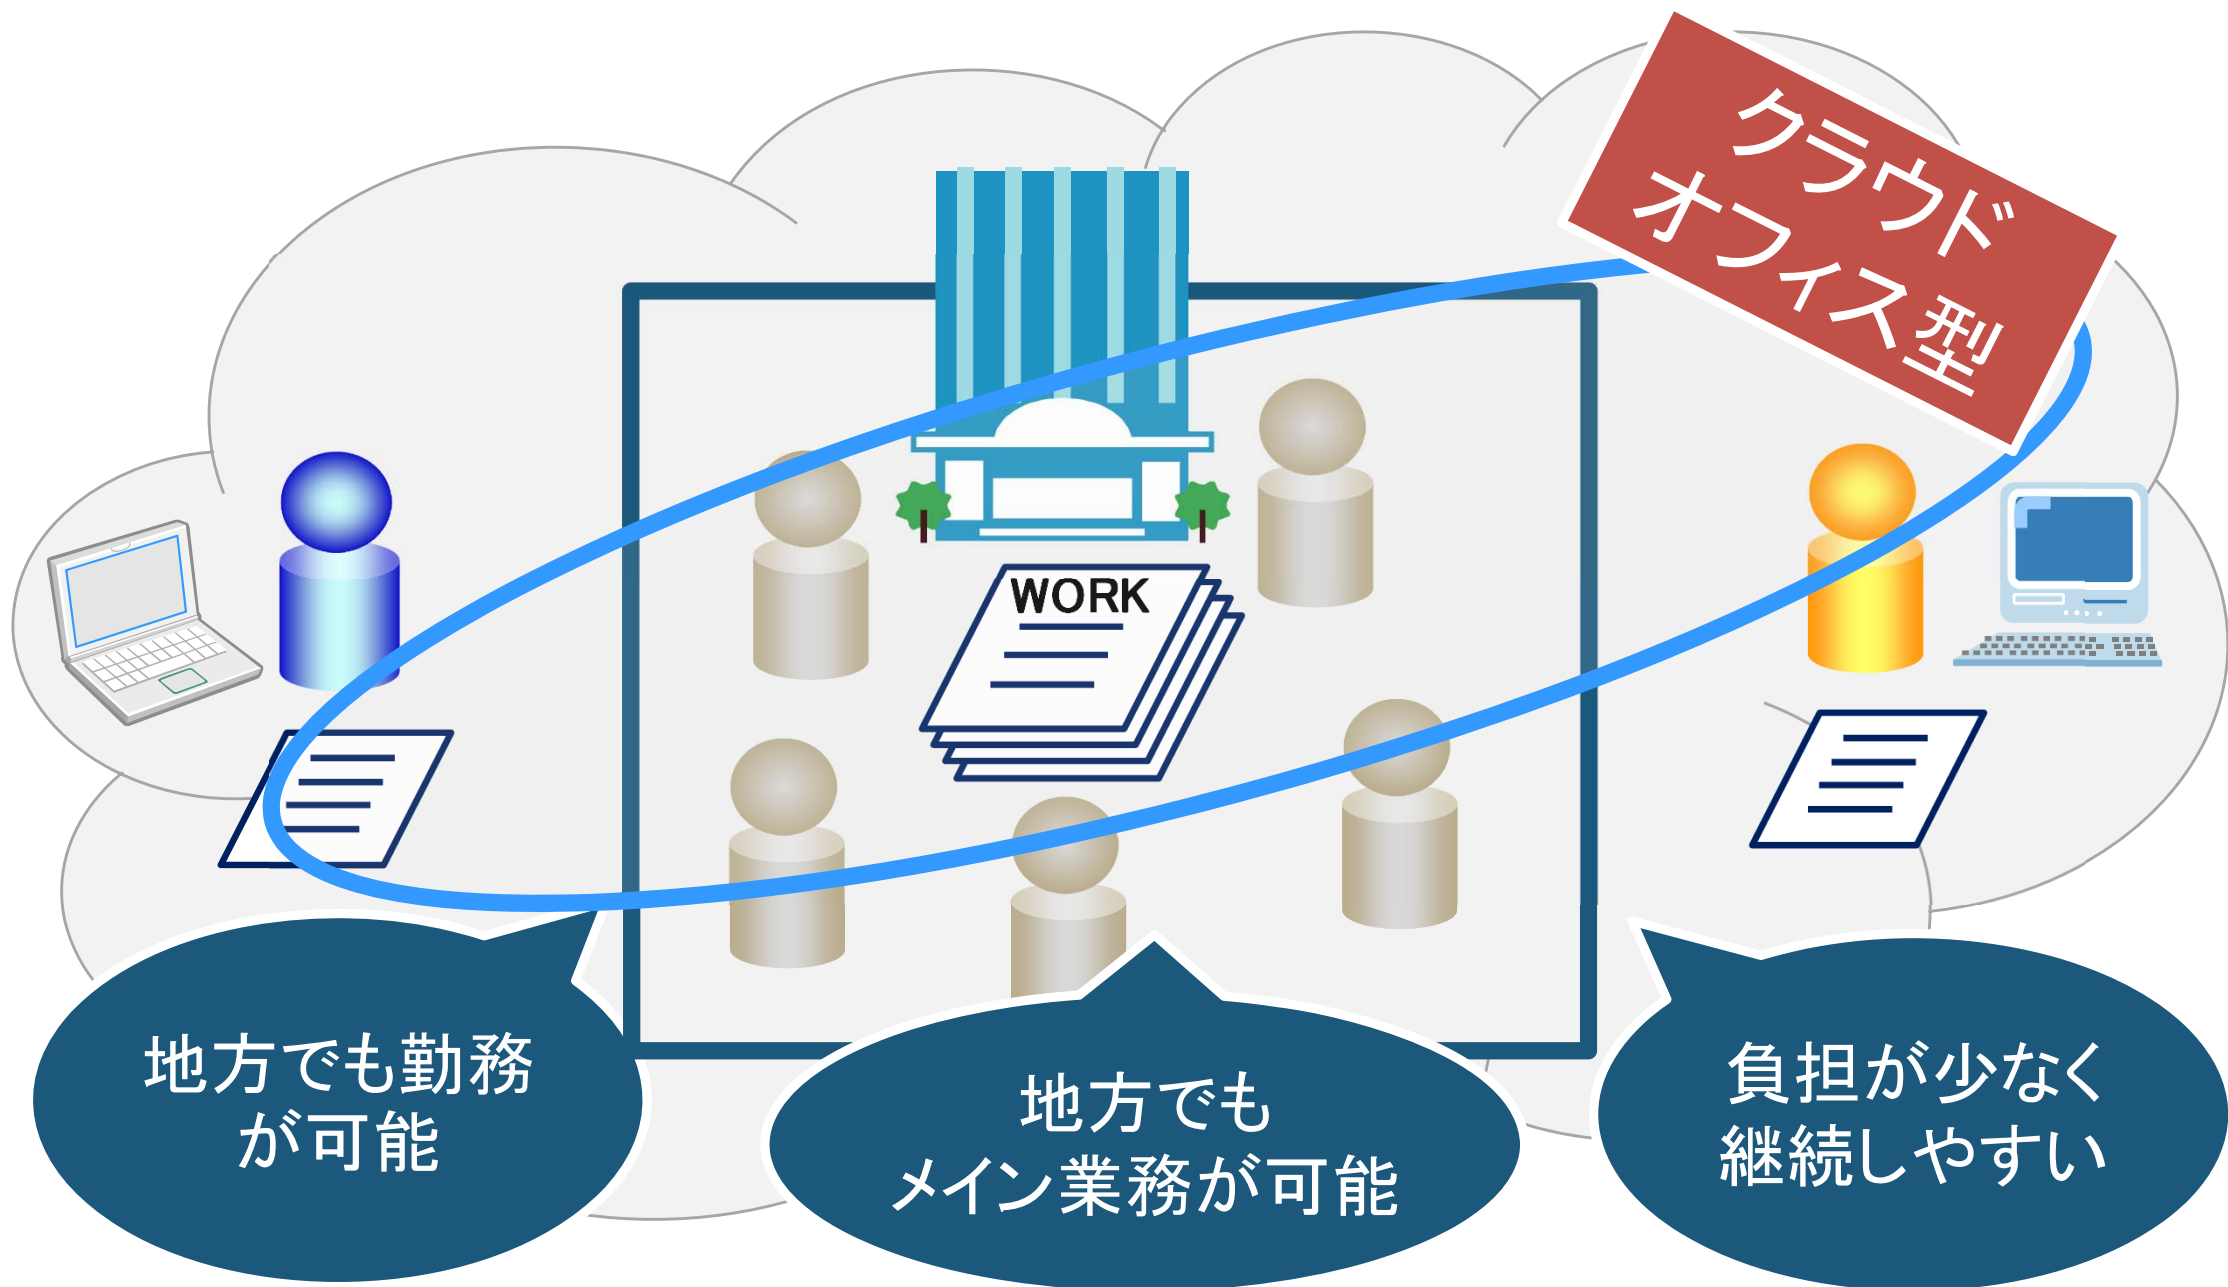 クラウド
オフィス型
WORK
地方でも勤務
が可能
地方でも
メイン業務が可能
負担が少なく
継続しやすい